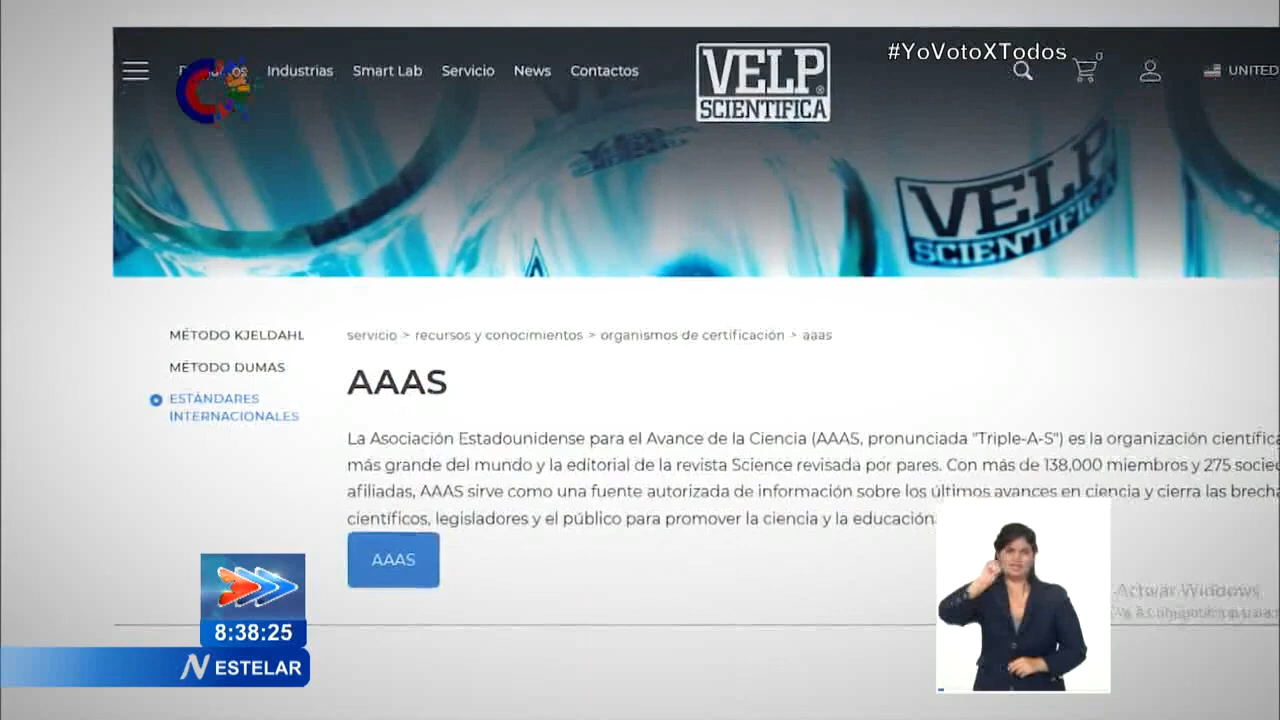 #YoVotoXTodos
Industrias Smart Lab Servicio News Contactos
VELP®
SCIENTIFICA
0
UNITED
VELP
SCIENTIFICA
MÉTODO KJELDAHL
MÉTODO DUMAS
ESTÁNDARES
INTERNACIONALES
servicio > recursos y conocimientos > organismos de certificación > aaas
AAAS
La Asociación Estadounidense para el Avance de la Ciencia (AAAS, pronunciada "Triple-A-S") es la organización científica
más grande del mundo y la editorial de la revista Science revisada por pares. Con más de 138,000 miembros y 275 socied
afiliadas, AAAS sirve como una fuente autorizada de información sobre los últimos avances en ciencia y cierra las brecha
científicos, legisladores y el público para promover la ciencia y la educación.
AAAS
Activar Windows
8:38:25
N ESTELAR